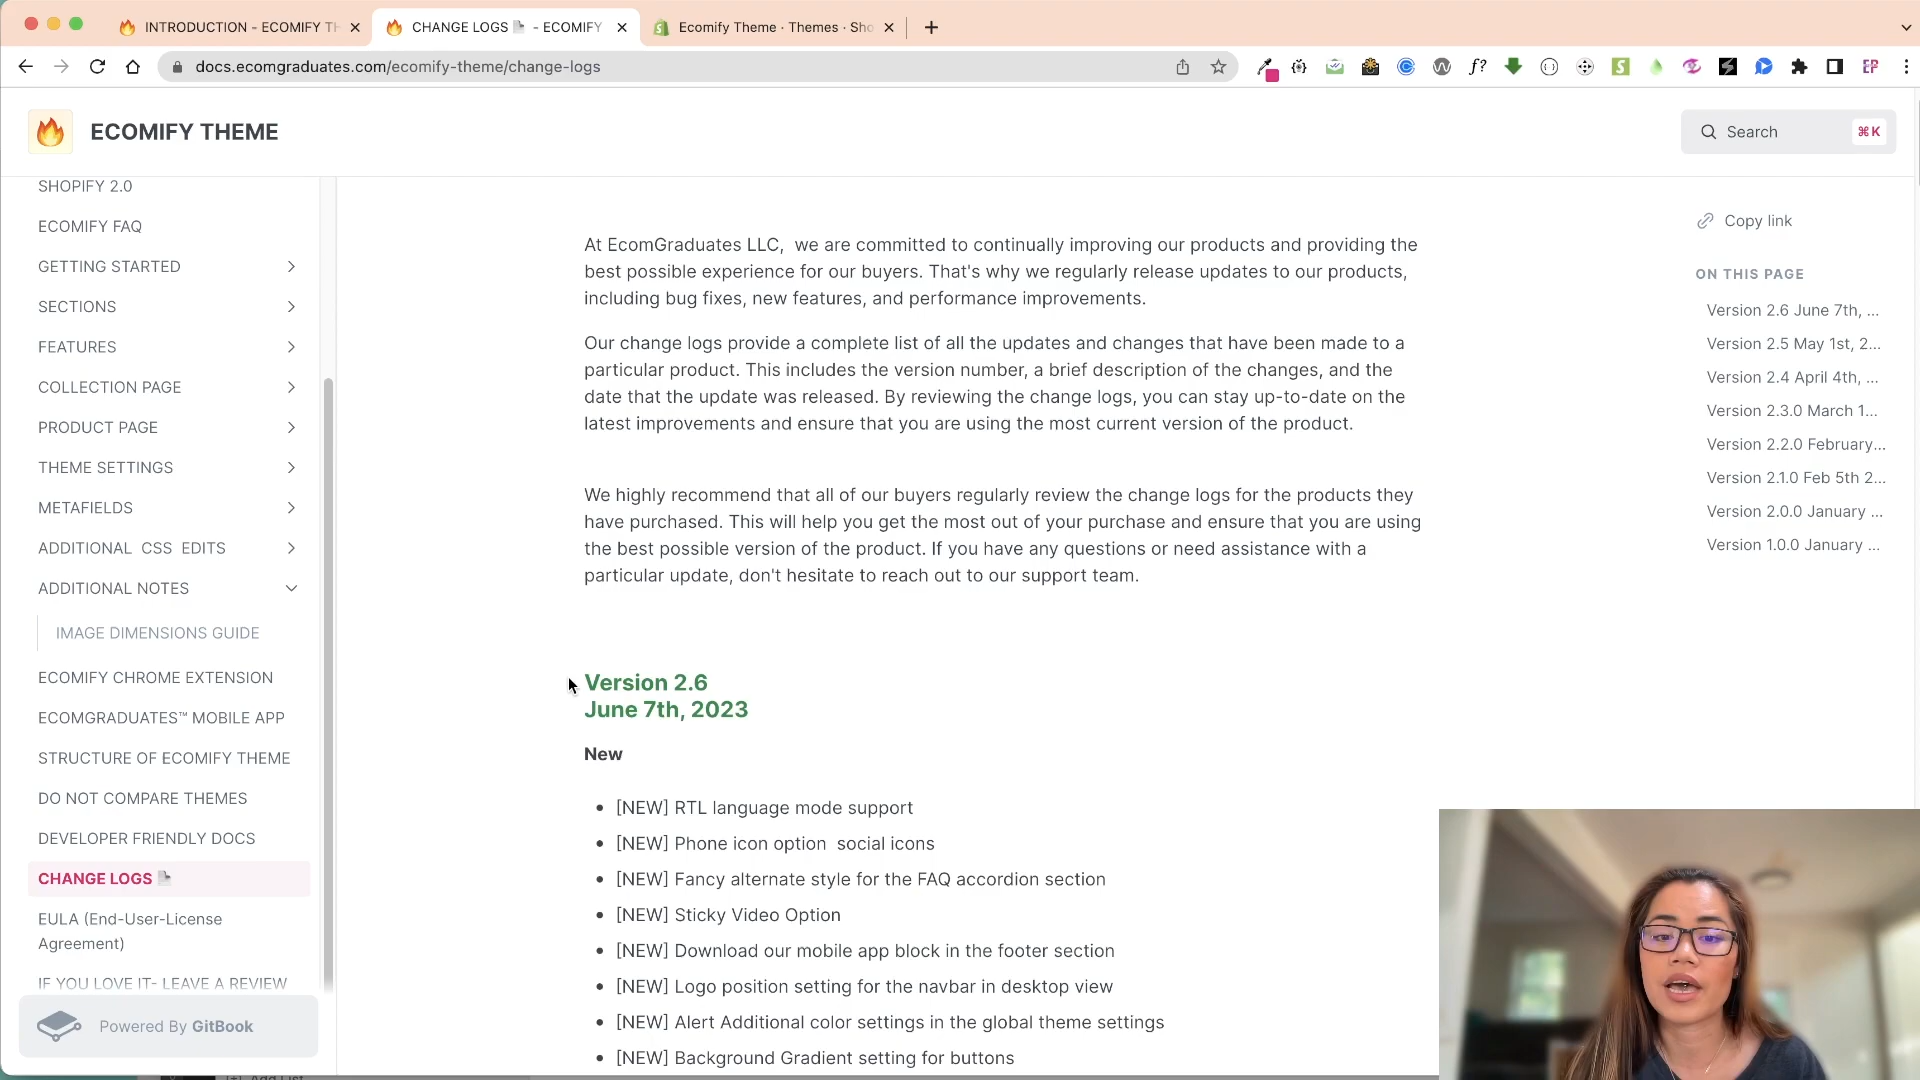 INTRODUCTION - ECOMIFY TH
CHANGE LOGS - ECOMIFY
Ecomify Theme · Themes · Sho
docs.ecomgraduates.com/ecomify-theme/change-logs
ECOMIFY THEME
Search
⌘K
SHOPIFY 2.0
ECOMIFY FAQ
GETTING STARTED
SECTIONS
FEATURES
COLLECTION PAGE
PRODUCT PAGE
THEME SETTINGS
METAFIELDS
ADDITIONAL CSS EDITS
ADDITIONAL NOTES
IMAGE DIMENSIONS GUIDE
ECOMIFY CHROME EXTENSION
ECOMGRADUATES™ MOBILE APP
STRUCTURE OF ECOMIFY THEME
DO NOT COMPARE THEMES
DEVELOPER FRIENDLY DOCS
CHANGE LOGS
EULA (End-User-License
Agreement)
IF YOU LOVE IT- LEAVE A REVIEW
Powered By GitBook
At EcomGraduates LLC,  we are committed to continually improving our products and providing the
best possible experience for our buyers. That's why we regularly release updates to our products,
including bug fixes, new features, and performance improvements.
Our change logs provide a complete list of all the updates and changes that have been made to a
particular product. This includes the version number, a brief description of the changes, and the
date that the update was released. By reviewing the change logs, you can stay up-to-date on the
latest improvements and ensure that you are using the most current version of the product.
We highly recommend that all of our buyers regularly review the change logs for the products they
have purchased. This will help you get the most out of your purchase and ensure that you are using
the best possible version of the product. If you have any questions or need assistance with a
particular update, don't hesitate to reach out to our support team.
Version 2.6
June 7th, 2023
New
• [NEW] RTL language mode support
• [NEW] Phone icon option  social icons
• [NEW] Fancy alternate style for the FAQ accordion section
• [NEW] Sticky Video Option
• [NEW] Download our mobile app block in the footer section
• [NEW] Logo position setting for the navbar in desktop view
• [NEW] Alert Additional color settings in the global theme settings
• [NEW] Background Gradient setting for buttons
Copy link
ON THIS PAGE
Version 2.6 June 7th, ...
Version 2.5 May 1st, 2...
Version 2.4 April 4th, ...
Version 2.3.0 March 1...
Version 2.2.0 February...
Version 2.1.0 Feb 5th 2...
Version 2.0.0 January ...
Version 1.0.0 January ...